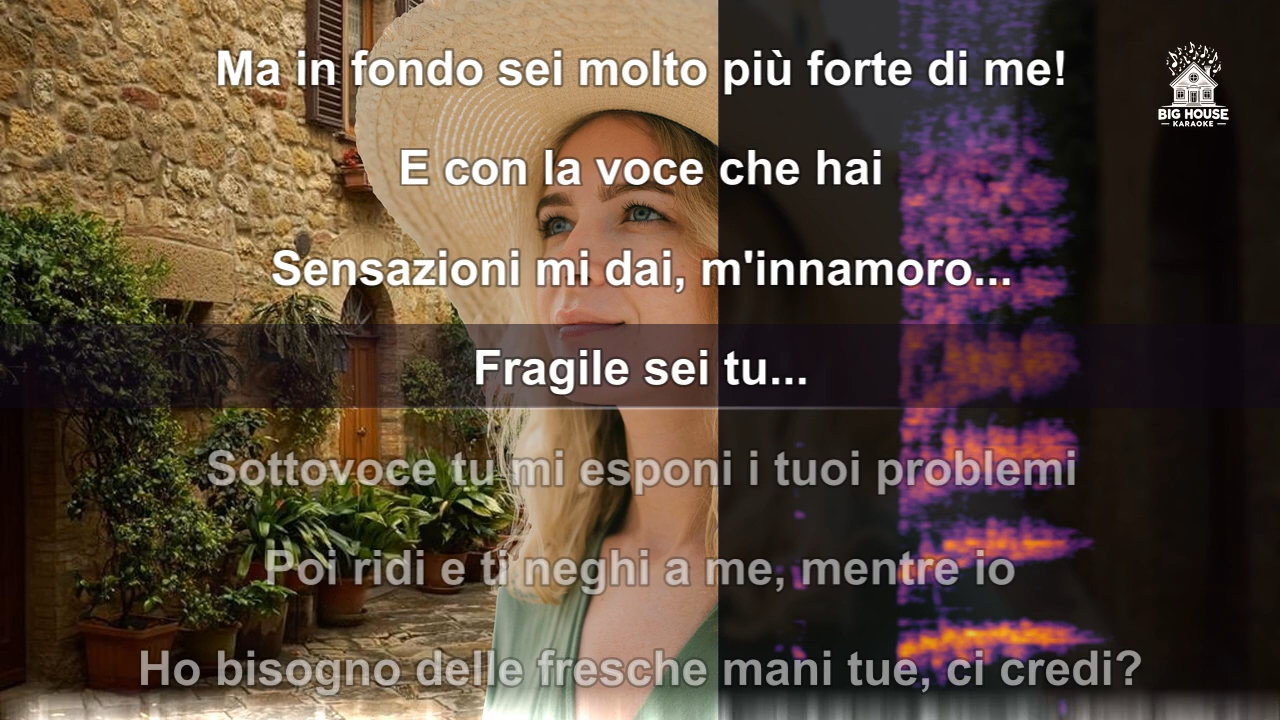 Ma in fondo sei molto più forte di me!
BIG HOUSE
KARAOKE
E con la voce che hai
Sensazioni mi dai, m'innamoro...
Fragile sei tu...
Sottovoce tu mi esponi i tuoi problemi
Poi ridi e ti neghi a me, mentre io
Ho bisogno delle fresche mani tue, ci credi?